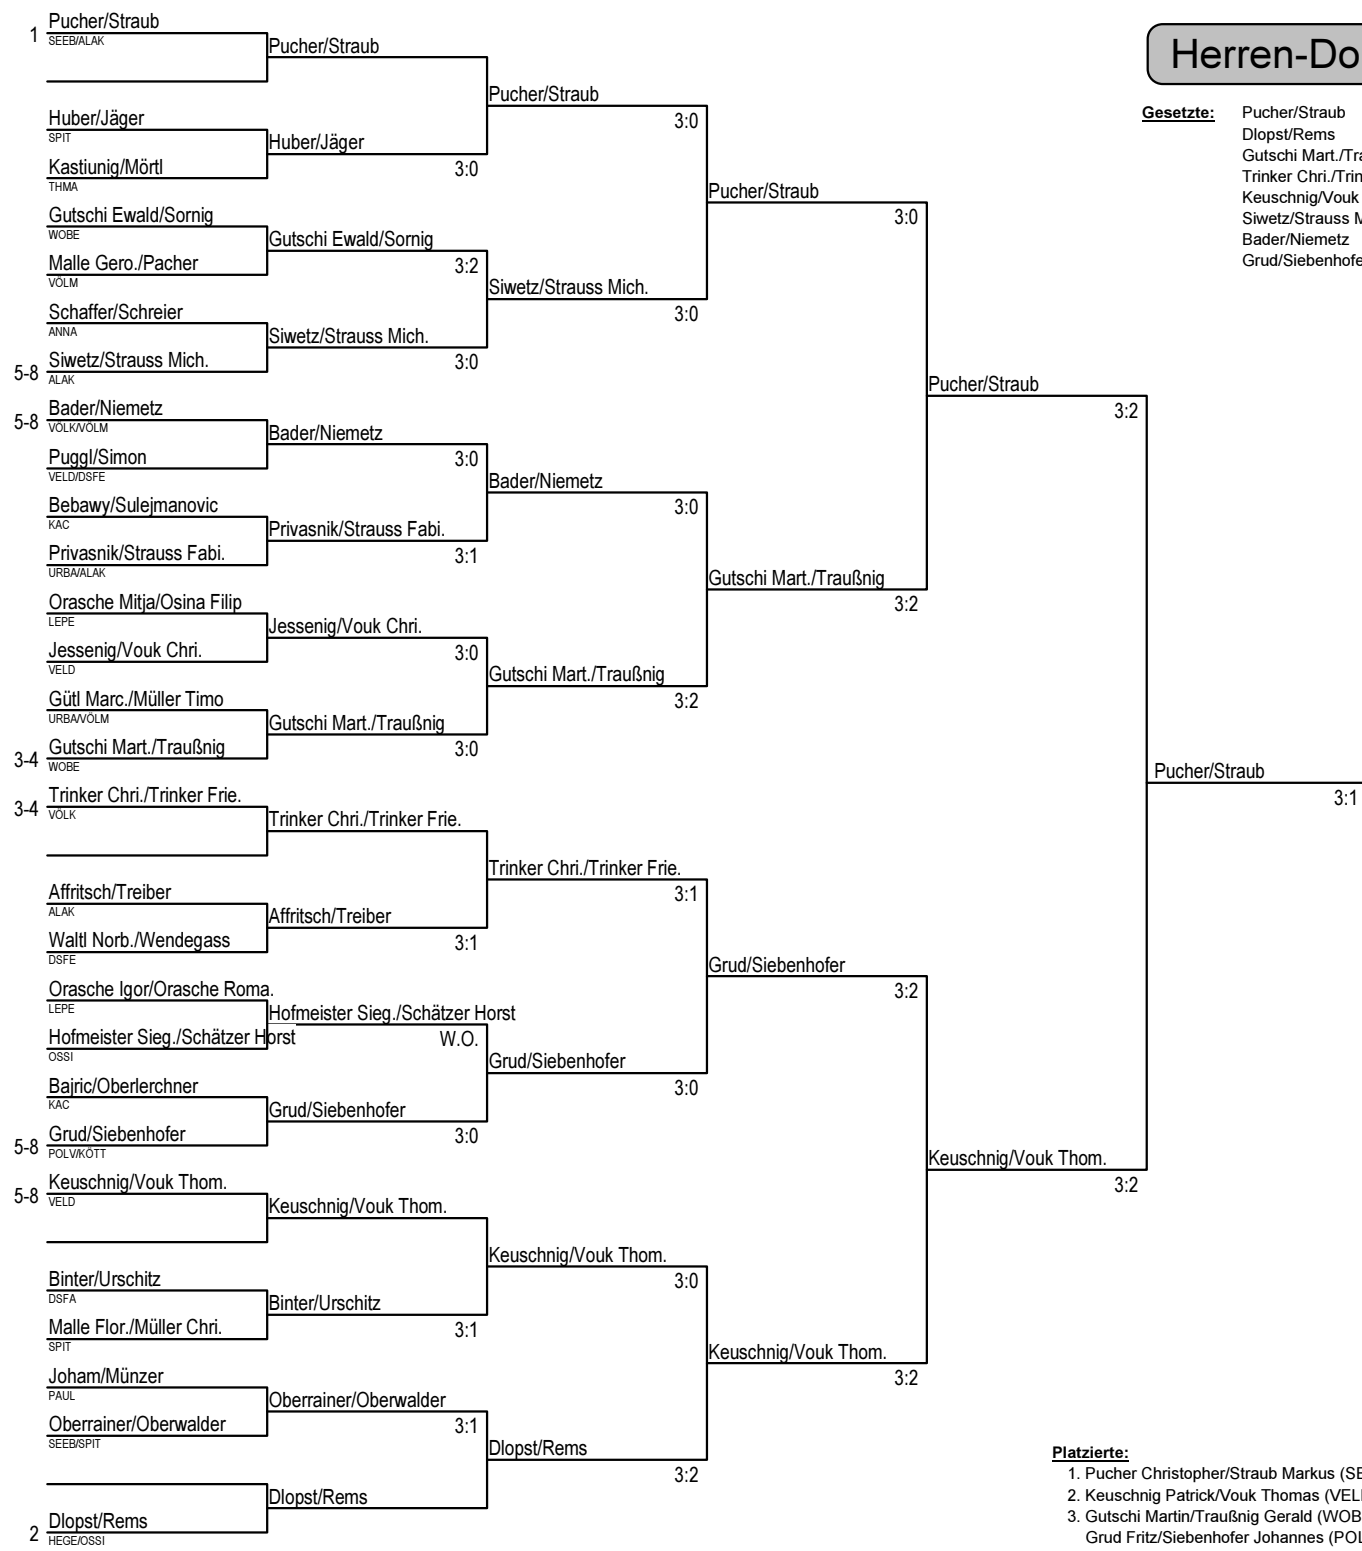 Herren-Do
Gesetzte: Pucher/Straub
Dlopst/Rems
Gutschi Mart./Tra
Trinker Chri./Trin
Keuschnig/Vouk
Siwetz/Strauss M
Bader/Niemetz
Grud/Siebenhofe
1 Pucher/Straub
SEEB/ALAK
Huber/Jäger
SPIT
Kastiunig/Mörtl
THMA
Gutschi Ewald/Sornig
WOBE
Malle Gero./Pacher
VÖLM
Schaffer/Schreier
ANNA
5-8 Siwetz/Strauss Mich.
ALAK
5-8 Bader/Niemetz
VÖLK/VÖLM
Puggl/Simon
VELD/DSFE
Bebawy/Sulejmanovic
KAC
Privasnik/Strauss Fabi.
URBA/ALAK
Orasche Mitja/Osina Filip
LEPE
Jessenig/Vouk Chri.
VELD
Gütl Marc./Müller Timo
URBA/VÖLM
3-4 Gutschi Mart./Traußnig
WOBE
3-4 Trinker Chri./Trinker Frie.
VÖLK
Affritsch/Treiber
ALAK
Waltl Norb./Wendegass
DSFE
Orasche Igor/Orasche Roma.
LEPE
Hofmeister Sieg./Schätzer Horst
OSSI
Bajric/Oberlerchner
KAC
5-8 Grud/Siebenhofer
POLV/KÖTT
5-8 Keuschnig/Vouk Thom.
VELD
Binter/Urschitz
DSFA
Malle Flor./Müller Chri.
SPIT
Joham/Münzer
PAUL
Oberrainer/Oberwalder
SEEB/SPIT
2 Dlopst/Rems
HEGE/OSSI
Pucher/Straub
Huber/Jäger
3:0
Gutschi Ewald/Sornig
3:2
Siwetz/Strauss Mich.
3:0
Bader/Niemetz
3:0
Privasnik/Strauss Fabi.
3:1
Jessenig/Vouk Chri.
3:0
Gutschi Mart./Traußnig
3:0
Trinker Chri./Trinker Frie.
Affritsch/Treiber
3:1
Hofmeister Sieg./Schätzer Horst
W.O.
Grud/Siebenhofer
3:0
Keuschnig/Vouk Thom.
Binter/Urschitz
3:1
Oberrainer/Oberwalder
3:1
Dlopst/Rems
Pucher/Straub
3:0
Siwetz/Strauss Mich.
3:0
Bader/Niemetz
3:0
Gutschi Mart./Traußnig
3:2
Trinker Chri./Trinker Frie.
3:1
Grud/Siebenhofer
3:0
Keuschnig/Vouk Thom.
3:0
Dlopst/Rems
3:2
Pucher/Straub
3:0
Gutschi Mart./Traußnig
3:2
Grud/Siebenhofer
3:2
Keuschnig/Vouk Thom.
3:2
Pucher/Straub
3:2
Keuschnig/Vouk Thom.
3:2
Pucher/Straub
3:1
Platzierte:
1. Pucher Christopher/Straub Markus (SE
2. Keuschnig Patrick/Vouk Thomas (VEL
3. Gutschi Martin/Traußnig Gerald (WOB
Grud Fritz/Siebenhofer Johannes (POL